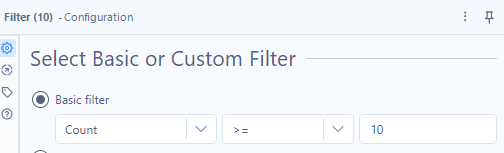 Filter (10) - Configuration
Select Basic or Custom Filter
Basic filter
Count >= 10